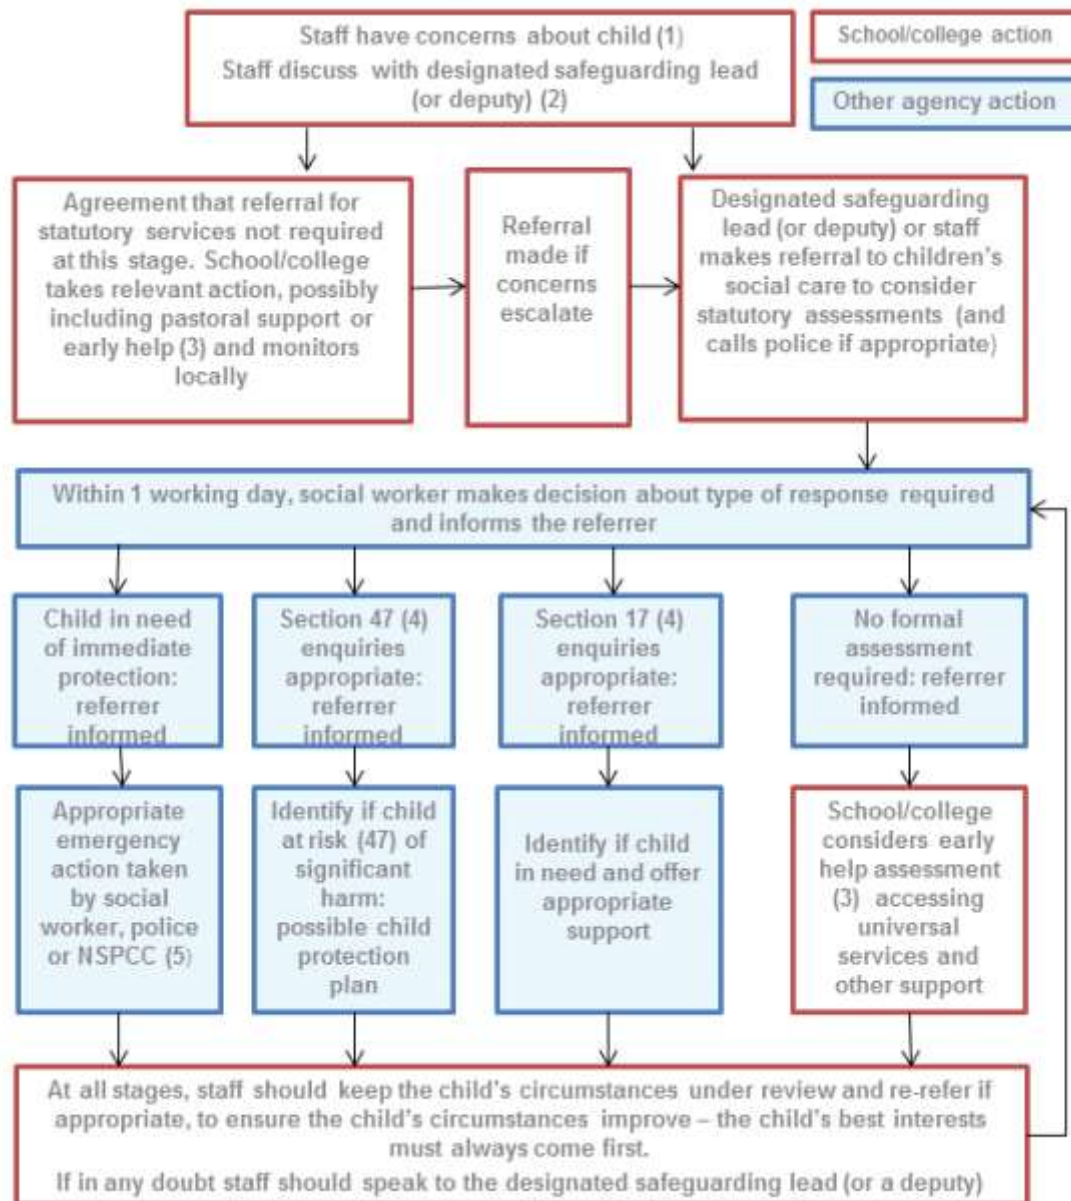 Staff have concerns about child (1)
Staff discuss with designated safeguarding lead
(or deputy) (2)
School/college action
Other agency action
Agreement that referral for
statutory services not required
at this stage. School/college
takes relevant action, possibly
including pastoral support or
early help (3) and monitors
locally
Referral
made if
concerns
escalate
Designated safeguarding
lead (or deputy) or staff
makes referral to children's
social care to consider
statutory assessments (and
calls police if appropriate)
Within 1 working day, social worker makes decision about type of response required
and informs the referrer
Child in need
of immediate
protection:
referrer
informed
Section 47 (4)
enquiries
appropriate:
referrer
informed
Section 17 (4)
enquiries
appropriate:
referrer
informed
No formal
assessment
required: referrer
informed
Appropriate
emergency
action taken
by social
worker, police
or NSPCC (5)
Identify if child
at risk (47) of
significant
harm:
possible child
protection
plan
Identify if child
in need and offer
appropriate
support
School/college
considers early
help assessment
(3) accessing
universal
services and
other support
At all stages, staff should keep the child's circumstances under review and re-refer if
appropriate, to ensure the child's circumstances improve – the child's best interests
must always come first.
If in any doubt staff should speak to the designated safeguarding lead (or a deputy)